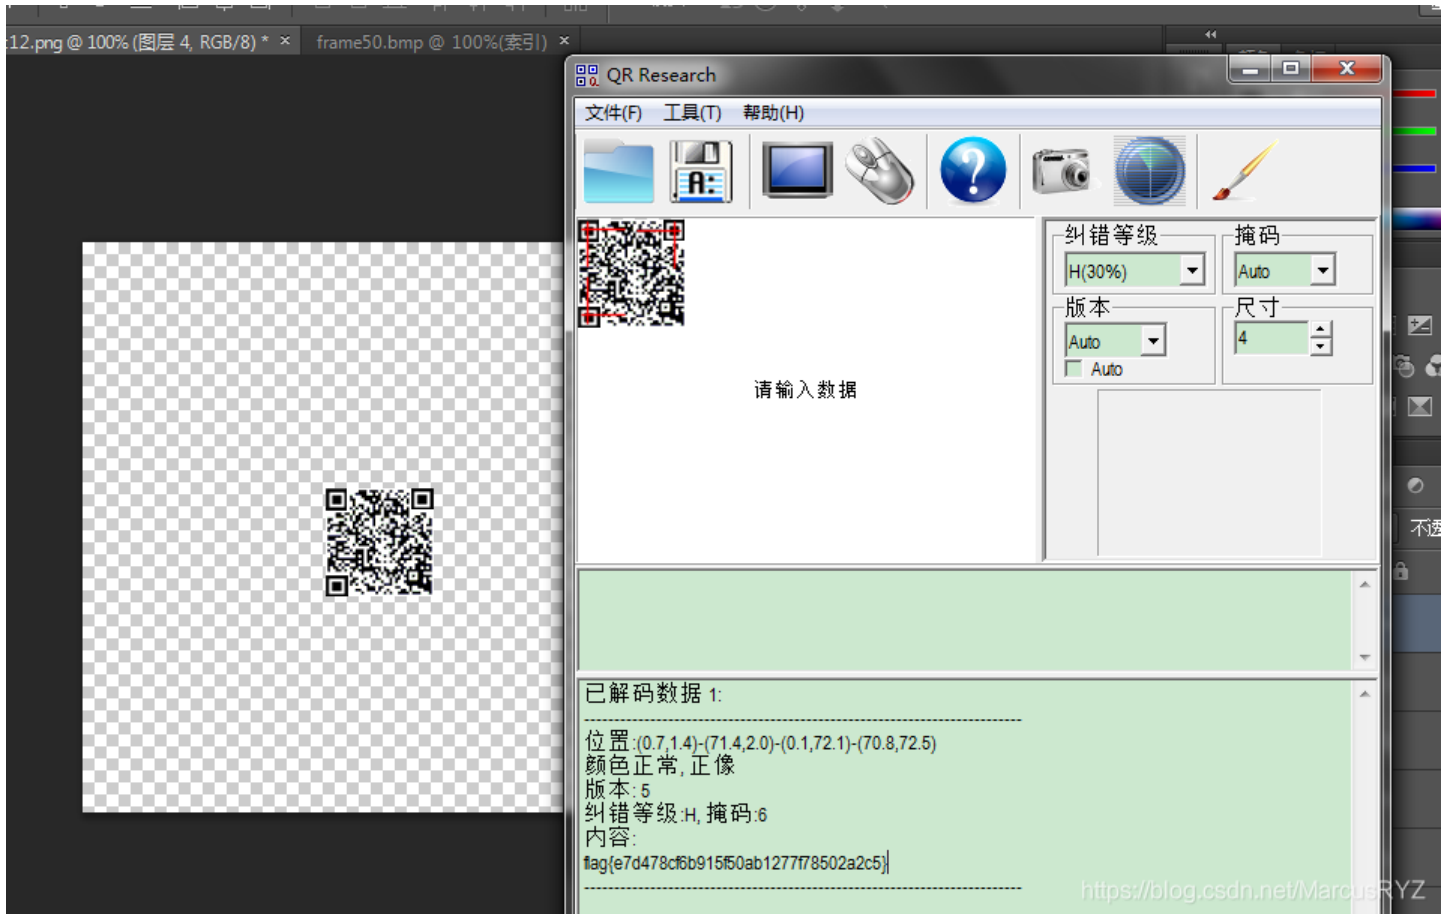 :12.png @ 100% (图层 4, RGB/8) * ×
frame50.bmp @ 100%(索引) ×
QR Research
文件(F) 工具(T) 帮助(H)
A:
纠错等级
掩码
H(30%)
Auto
版本
尺寸
Auto
4
Auto
请输入数据
不透
已解码数据 1:
位置:(0.7,1.4)-(71.4,2.0)-(0.1,72.1)-(70.8,72.5)
颜色正常, 正像
版本: 5
纠错等级:H, 掩码:6
内容:
flag{e7d478cf6b915f50ab1277f78502a2c5}
https://blog.csdn.net/MarcusRYZ